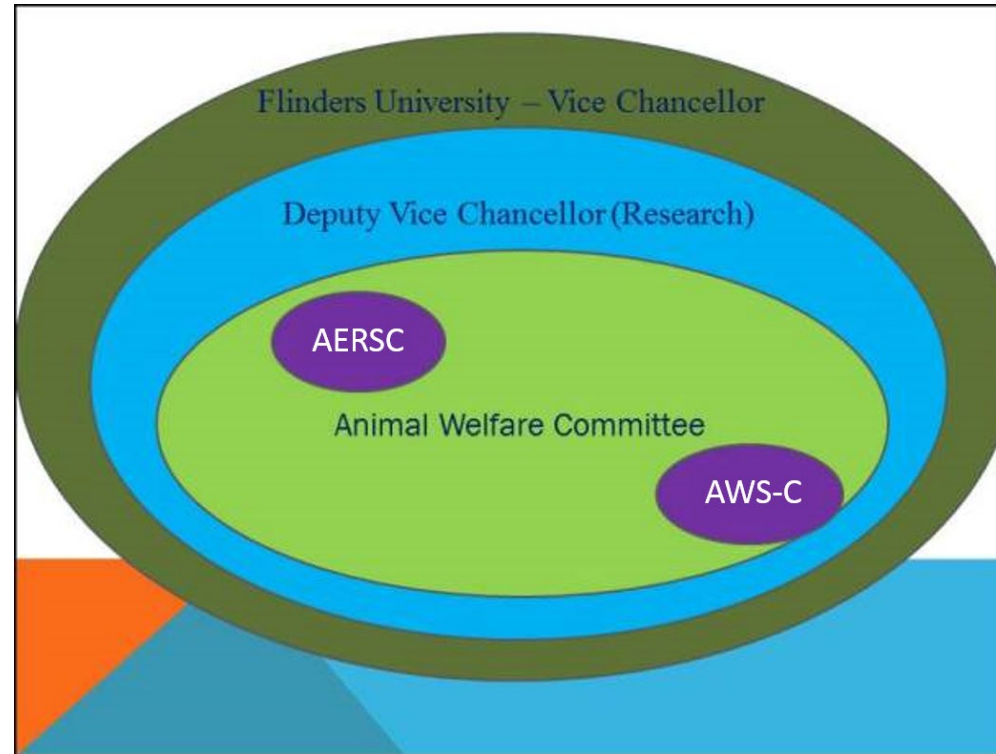 Flinders University – Vice Chancellor
Deputy Vice Chancellor (Research)
AERSC
Animal Welfare Committee
AWS-C